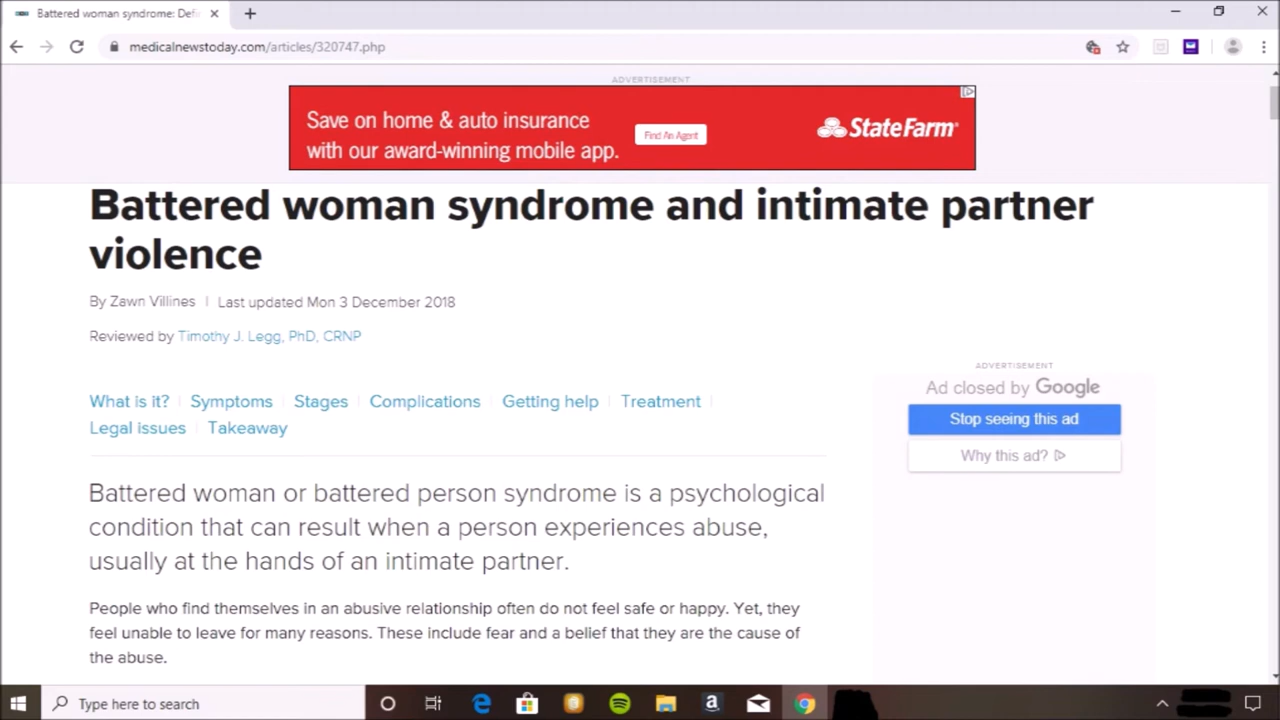 Battered woman syndrome: Defi
medicalnewstoday.com/articles/320747.php
ADVERTISEMENT
Save on home & auto insurance
with our award-winning mobile app.
Find An Agent
StateFarm®
Battered woman syndrome and intimate partner
violence
By Zawn Villines | Last updated Mon 3 December 2018
Reviewed by Timothy J. Legg, PhD, CRNP
ADVERTISEMENT
Ad closed by Google
Stop seeing this ad
Why this ad?
What is it? | Symptoms | Stages | Complications | Getting help | Treatment |
Legal issues | Takeaway
Battered woman or battered person syndrome is a psychological
condition that can result when a person experiences abuse,
usually at the hands of an intimate partner.
People who find themselves in an abusive relationship often do not feel safe or happy. Yet, they
feel unable to leave for many reasons. These include fear and a belief that they are the cause of
the abuse.
Type here to search
a